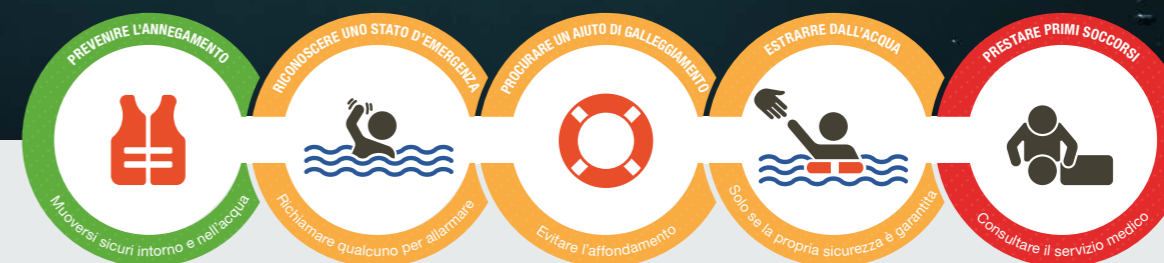 PREVENIRE L'ANNEGAMENTO
Muoversi sicuri intorno e nell'acqua
RICONOSCERE UNO STATO D'EMERGENZA
Richiamare qualcuno per allarmare
PROCURARE UN AIUTO DI GALLEGGIAMENTO
Evitare l'affondamento
ESTRARRE DALL'ACQUA
Solo se la propria sicurezza è garantita
PRESTARE PRIMI SOCCORSI
Consultare il servizio medico